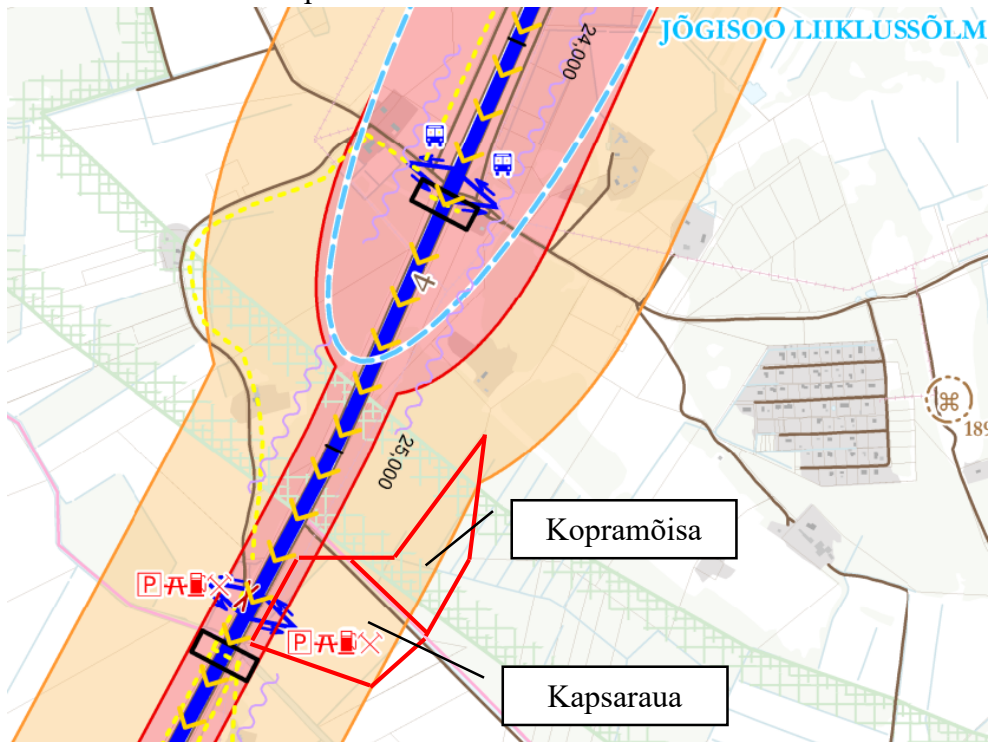 JÕGISOO LIIKLUSSÕLM
24,000
4
25,000
189
Kopramõisa
P
P
Kapsaraua